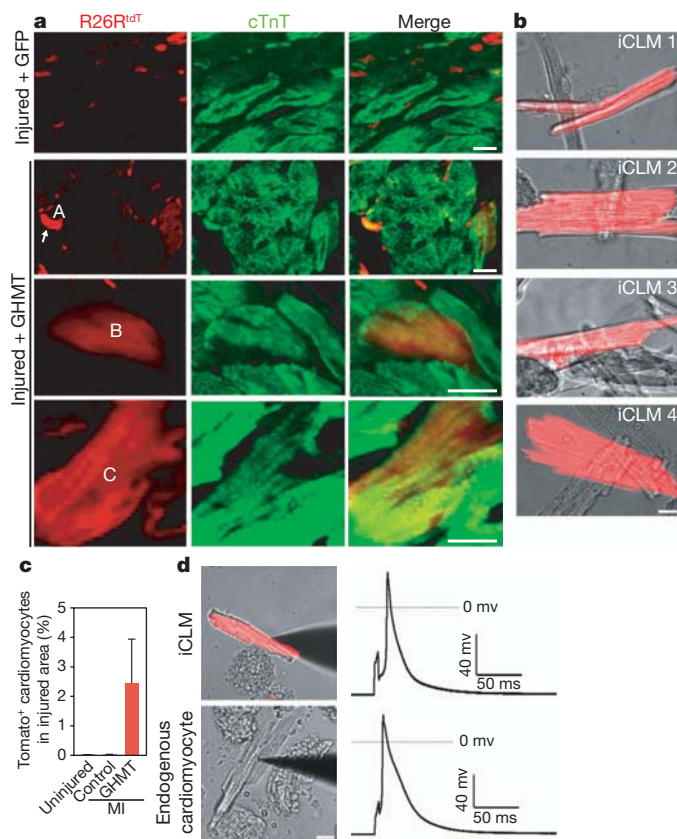 a
R26R^tdT
cTnT
Merge
Injured + GFP
Injured + GHMT
A
B
C
b
iCLM 1
iCLM 2
iCLM 3
iCLM 4
c
Tomato⁺ cardiomyocytes
in injured area (%)
5
4
3
2
1
0
Uninjured
Control
GHMT
MI
d
iCLM
0 mv
40 mv
50 ms
Endogenous
cardiomyocyte
0 mv
40 mv
50 ms